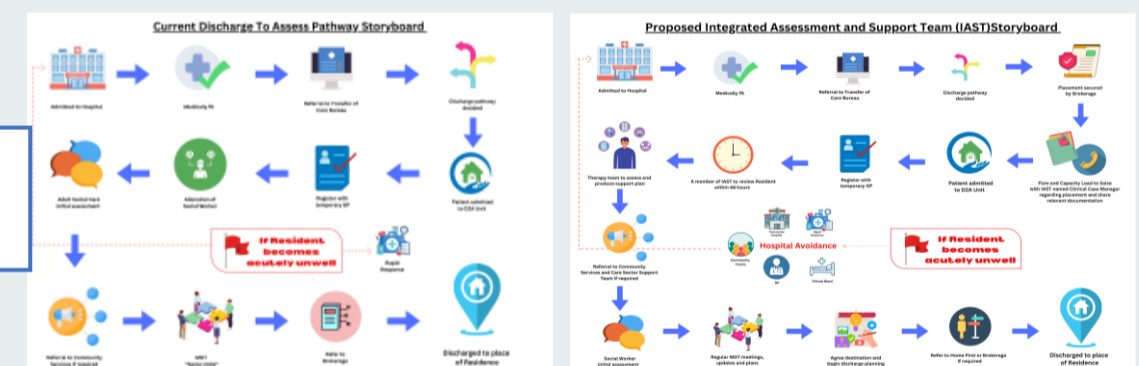 Current Discharge To Assess Pathway Storyboard
Admitted to Hospital
Medically fit
Referral to Transfer of
Care Bureau
Discharge pathway
decided
Adult Social Care
initial assessment
Allocation of
Social Worker
Register with
temporary GP
Patient admitted
to D2A Unit
If Resident
becomes
acutely unwell
Rapid
Response
Referral to Community
Services if required
MDT
Refer to
Brokerage
Discharged to place
of Residence
Proposed Integrated Assessment and Support Team (IAST)Storyboard
Admitted to Hospital
Medically fit
Referral to Transfer of
Care Bureau
Discharge pathway
decided
Placement secured
by Brokerage
Therapy team to assess and
produce support plan
A member of IAST to review Resident
within 48 hours
Register with
temporary GP
Patient admitted
to D2A Unit
Flow and Capacity Lead to liaise
with IAST named Clinical Case Manager
regarding placement and share
relevant documentation
Referral to Community
Services and Care Sector Support
Team if required
Community
Hospital
Rapid
Response
Hospital Avoidance
GP
Virtual Ward
If Resident
becomes
acutely unwell
Social Worker
initial assessment
Regular MDT meetings,
updates and plans
Agree destination and
begin discharge planning
Refer to Home First or Brokerage
if required
Discharged to place
of Residence